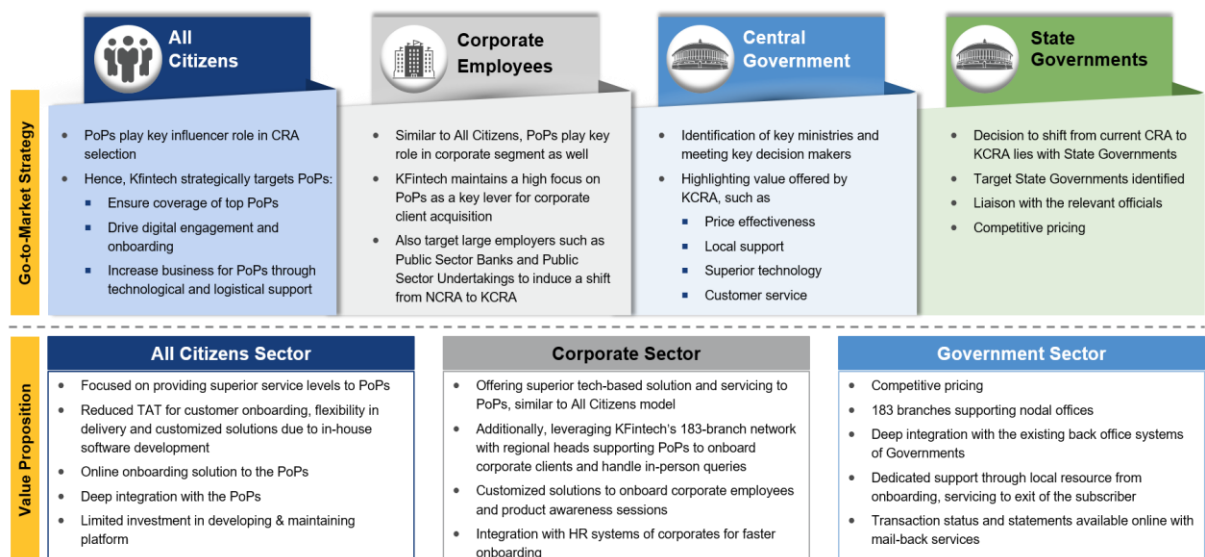 All
Citizens
Corporate
Employees
Central
Government
State
Governments
Go-to-Market Strategy
• PoPs play key influencer role in CRA
selection
• Hence, Kfintech strategically targets PoPs:
▪ Ensure coverage of top PoPs
▪ Drive digital engagement and
onboarding
▪ Increase business for PoPs through
technological and logistical support
• Similar to All Citizens, PoPs play key
role in corporate segment as well
• KFintech maintains a high focus on
PoPs as a key lever for corporate
client acquisition
• Also target large employers such as
Public Sector Banks and Public
Sector Undertakings to induce a shift
from NCRA to KCRA
• Identification of key ministries and
meeting key decision makers
• Highlighting value offered by
KCRA, such as
▪ Price effectiveness
▪ Local support
▪ Superior technology
▪ Customer service
• Decision to shift from current CRA to
KCRA lies with State Governments
• Target State Governments identified
• Liaison with the relevant officials
• Competitive pricing
Value Proposition
All Citizens Sector
• Focused on providing superior service levels to PoPs
• Reduced TAT for customer onboarding, flexibility in
delivery and customized solutions due to in-house
software development
• Online onboarding solution to the PoPs
• Deep integration with the PoPs
• Limited investment in developing & maintaining
platform
Corporate Sector
• Offering superior tech-based solution and servicing to
PoPs, similar to All Citizens model
• Additionally, leveraging KFintech's 183-branch network
with regional heads supporting PoPs to onboard
corporate clients and handle in-person queries
• Customized solutions to onboard corporate employees
and product awareness sessions
• Integration with HR systems of corporates for faster
onboarding
Government Sector
• Competitive pricing
• 183 branches supporting nodal offices
• Deep integration with the existing back office systems
of Governments
• Dedicated support through local resource from
onboarding, servicing to exit of the subscriber
• Transaction status and statements available online with
mail-back services